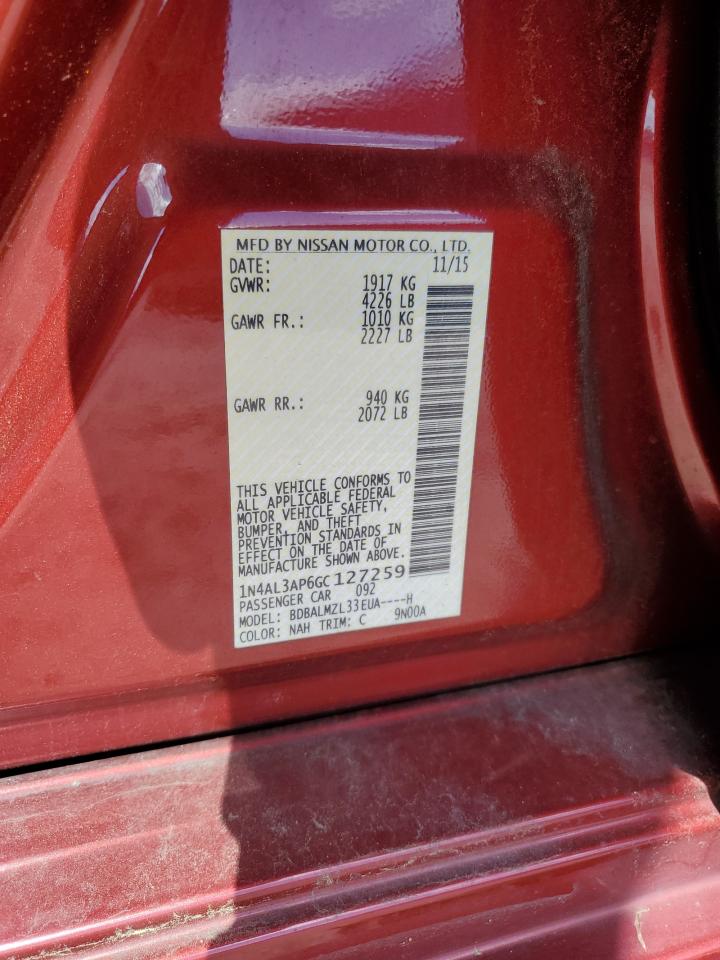 MFD BY NISSAN MOTOR CO., LTD.
DATE: 11/15
GVWR: 1917 KG
4226 LB
GAWR FR.: 1010 KG
2227 LB
GAWR RR.: 940 KG
2072 LB
THIS VEHICLE CONFORMS TO
ALL APPLICABLE FEDERAL
MOTOR VEHICLE SAFETY,
BUMPER, AND THEFT
PREVENTION STANDARDS IN
EFFECT ON THE DATE OF
MANUFACTURE SHOWN ABOVE.
1N4AL3AP6GC127259
PASSENGER CAR 092
MODEL: BDBALMZL33EUA----H
COLOR: NAH TRIM: C 9N00A